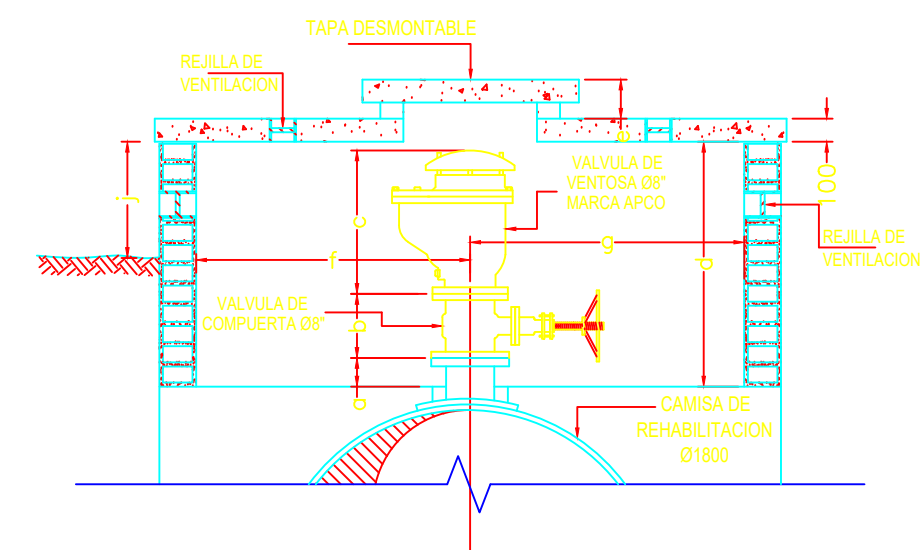 TAPA DESMONTABLE
REJILLA DE
VENTILACION
e
100
j
c
VALVULA DE
VENTOSA Ø8"
MARCA APCO
f
g
d
REJILLA DE
VENTILACION
VALVULA DE
COMPUERTA Ø8"
b
a
CAMISA DE
REHABILITACION
Ø1800